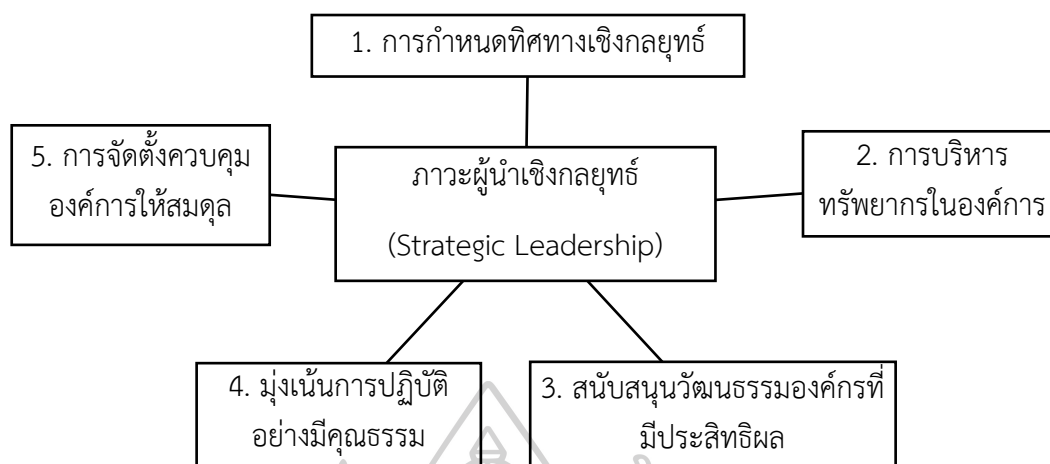 1. การกำหนดทิศทางเชิงกลยุทธ์
5. การจัดตั้งควบคุม
องค์การให้สมดุล
ภาวะผู้นำเชิงกลยุทธ์
(Strategic Leadership)
2. การบริหาร
ทรัพยากรในองค์การ
4. มุ่งเน้นการปฏิบัติ
อย่างมีคุณธรรม
3. สนับสนุนวัฒนธรรมองค์กรที่
มีประสิทธิผล